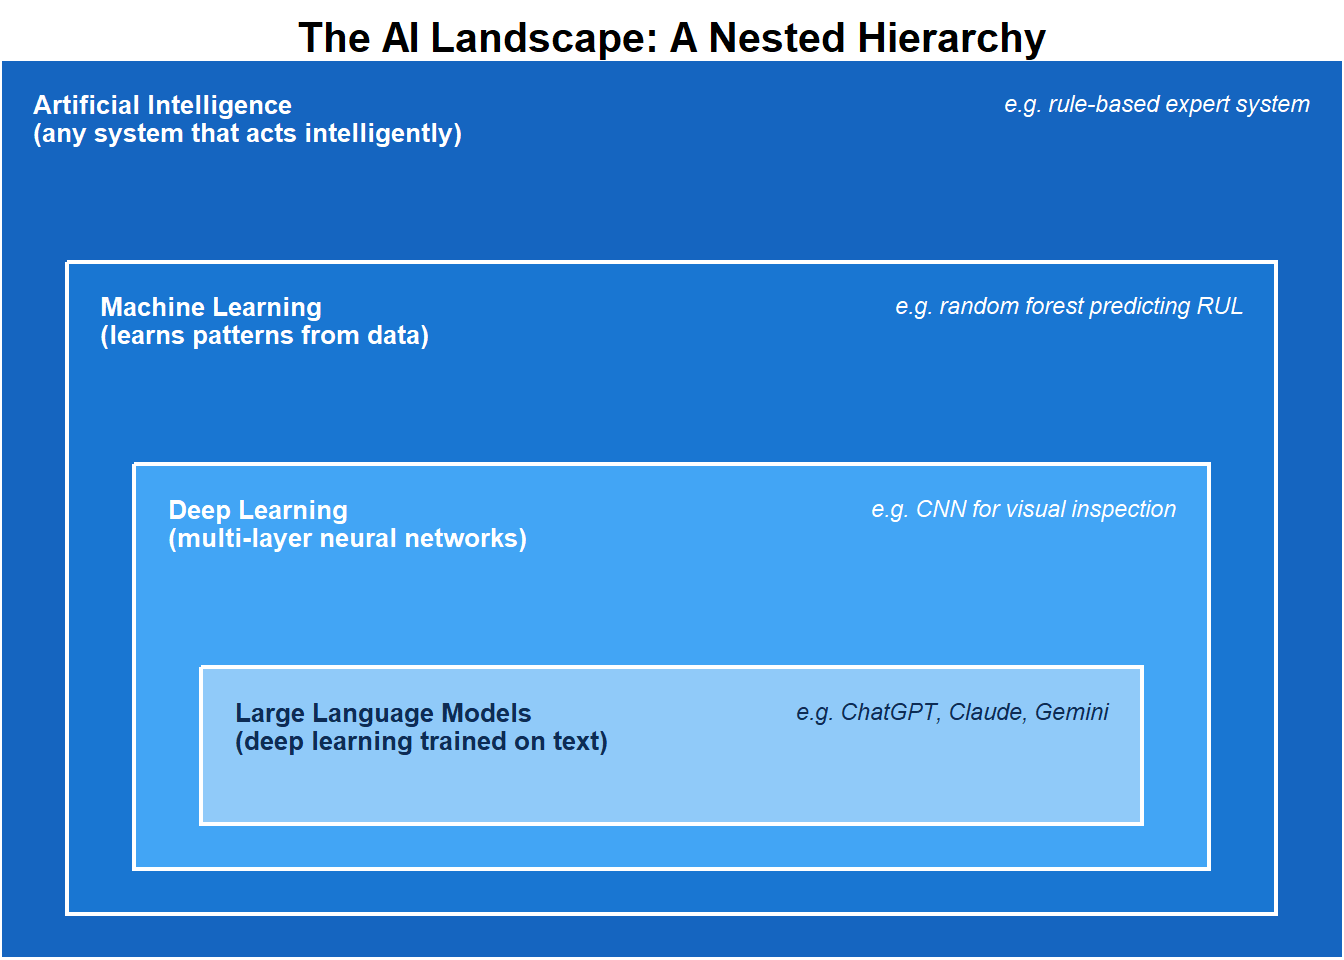 The AI Landscape: A Nested Hierarchy
Artificial Intelligence
(any system that acts intelligently)
e.g. rule-based expert system
Machine Learning
(learns patterns from data)
e.g. random forest predicting RUL
Deep Learning
(multi-layer neural networks)
e.g. CNN for visual inspection
Large Language Models
(deep learning trained on text)
e.g. ChatGPT, Claude, Gemini